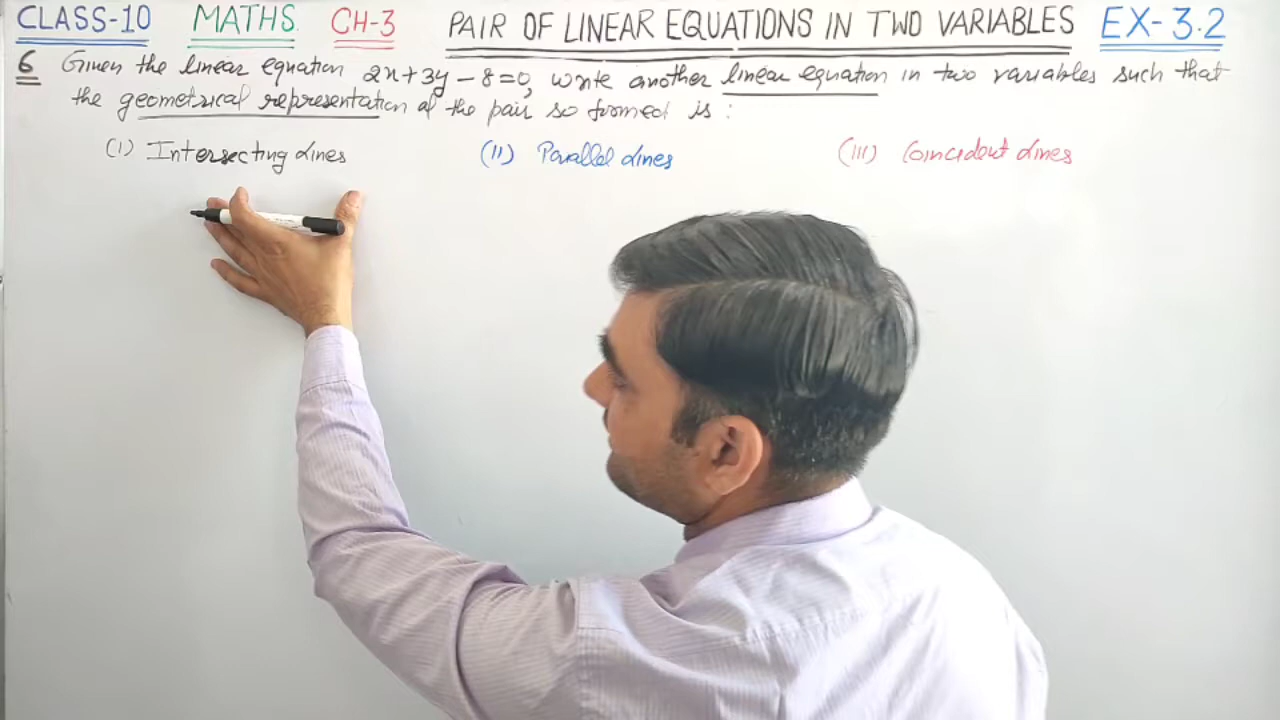 CLASS-10 MATHS. CH-3 PAIR OF LINEAR EQUATIONS IN TWO VARIABLES EX-3.2
6 Given the linear equation 2x+3y-8=0, write another linear equation in two variables such that
the geometrical representation of the pair so formed is :
(I) Intersecting Lines (II) Parallel Lines (III) Coincident Lines